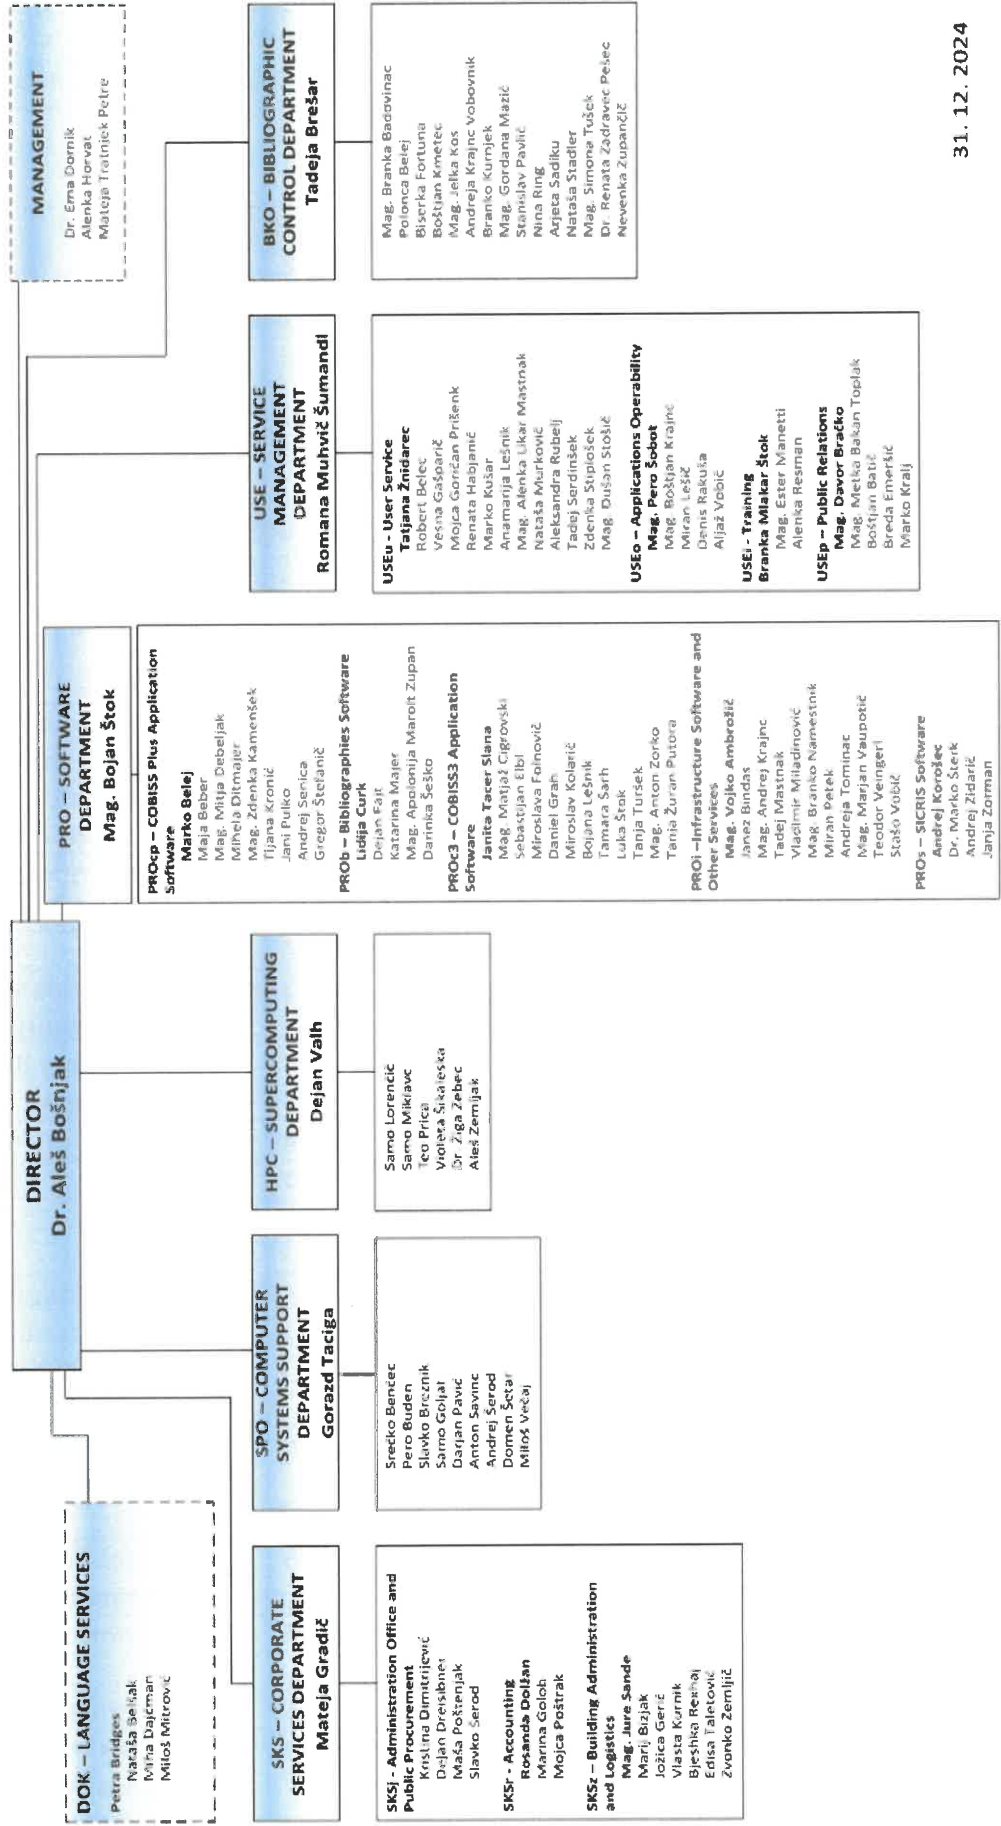 DIRECTOR
Dr. Aleš Bošnjak
MANAGEMENT
Dr. Ema Dornik
Alenka Horvat
Mateja Tratnjek Petre
DOK – LANGUAGE SERVICES
Petra Bridges
Nataša Belšak
Miha Dajčman
Miloš Mitrović
SKS – CORPORATE
SERVICES DEPARTMENT
Mateja Gradič
SKSj - Administration Office and
Public Procurement
Kristina Dimitrijević
Dejan Dreisibner
Maša Poštenjak
Slavko Šerod
SKSr - Accounting
Rosanda Dolžan
Marina Golob
Mojca Poštrak
SKSz – Building Administration
and Logistics
Mag. Jure Sande
Marij Bizjak
Jožica Gerič
Vlasta Kurnik
Bjeshka Rexhaj
Edisa Taletović
Zvonko Zemljič
SPO – COMPUTER
SYSTEMS SUPPORT
DEPARTMENT
Gorazd Taciga
Srečko Benčec
Pero Buden
Slavko Breznik
Samo Goljat
Darjan Pavić
Anton Savinc
Andrej Šerod
Domen Šetar
Miloš Večaj
HPC – SUPERCOMPUTING
DEPARTMENT
Dejan Valh
Samo Lorenčič
Samo Miklavc
Teo Prica
Violeta Šikaleska
Dr. Žiga Zebec
Aleš Zemljak
PRO – SOFTWARE
DEPARTMENT
Mag. Bojan Štok
PROcp – COBISS Plus Application
Software
Marko Belej
Maja Beber
Mag. Mitja Debeljak
Mihela Ditmajer
Mag. Zdenka Kamenšek
Tijana Kronić
Jani Pulko
Andrej Senica
Gregor Štefanič
PROb – Bibliographies Software
Lidija Curk
Dejan Fajt
Katarina Majer
Mag. Apolonija Marolt Zupan
Darinka Šeško
PROc3 – COBISS3 Application
Software
Janita Tacer Slana
Mag. Matjaž Cigrovski
Sebastijan Elbl
Miroslava Fainovič
Daniel Grah
Miroslav Kolarič
Bojana Lešnik
Tamara Šarh
Luka Štok
Tanja Turšek
Mag. Anton Zorko
Tanja Žuran Putora
PROi –Infrastructure Software and
Other Services
Mag. Vojko Ambrožič
Janez Bindas
Mag. Andrej Krajnc
Tadej Mastnak
Vladimir Miladinović
Mag. Branko Namestnik
Miran Petek
Andreja Tominac
Mag. Marjan Vaupotič
Teodor Vengerl
Stašo Vobič
PROs – SICRIS Software
Andrej Korošec
Dr. Marko Šterk
Andrej Zidarič
Janja Zorman
USE – SERVICE
MANAGEMENT
DEPARTMENT
Romana Muhvič Šumandl
USEu - User Service
Tatjana Žnidarec
Robert Belec
Vesna Gašparič
Mojca Goričan Prišenk
Renata Habjanič
Marko Kušar
Anamarija Lešnik
Mag. Alenka Likar Mastnak
Nataša Murkovič
Aleksandra Rubelj
Tadej Serdinšek
Zdenka Striplošek
Mag. Dušan Stošič
USEo – Applications Operability
Mag. Pero Šobot
Mag. Boštjan Krajnc
Miran Lešič
Denis Rakuša
Aljaž Vobič
USEi - Training
Branka Mlakar Štok
Mag. Ester Manetti
Alenka Resman
USEp – Public Relations
Mag. Davor Bračko
Mag. Metka Bakan Toplak
Boštjan Batič
Breda Emeršič
Marko Kralj
BKO – BIBLIOGRAPHIC
CONTROL DEPARTMENT
Tadeja Brešar
Mag. Branka Badovinac
Polonca Belej
Biserka Fortuna
Boštjan Kmetec
Mag. Jelka Kos
Andreja Krajnc Vobovnik
Branko Kurnjek
Mag. Gordana Mazić
Stanislav Pavlič
Nina Ring
Arjeta Sadiku
Nataša Stadler
Mag. Simona Tušek
Dr. Renata Zadravec Pešec
Nevenka Zupančič
31. 12. 2024